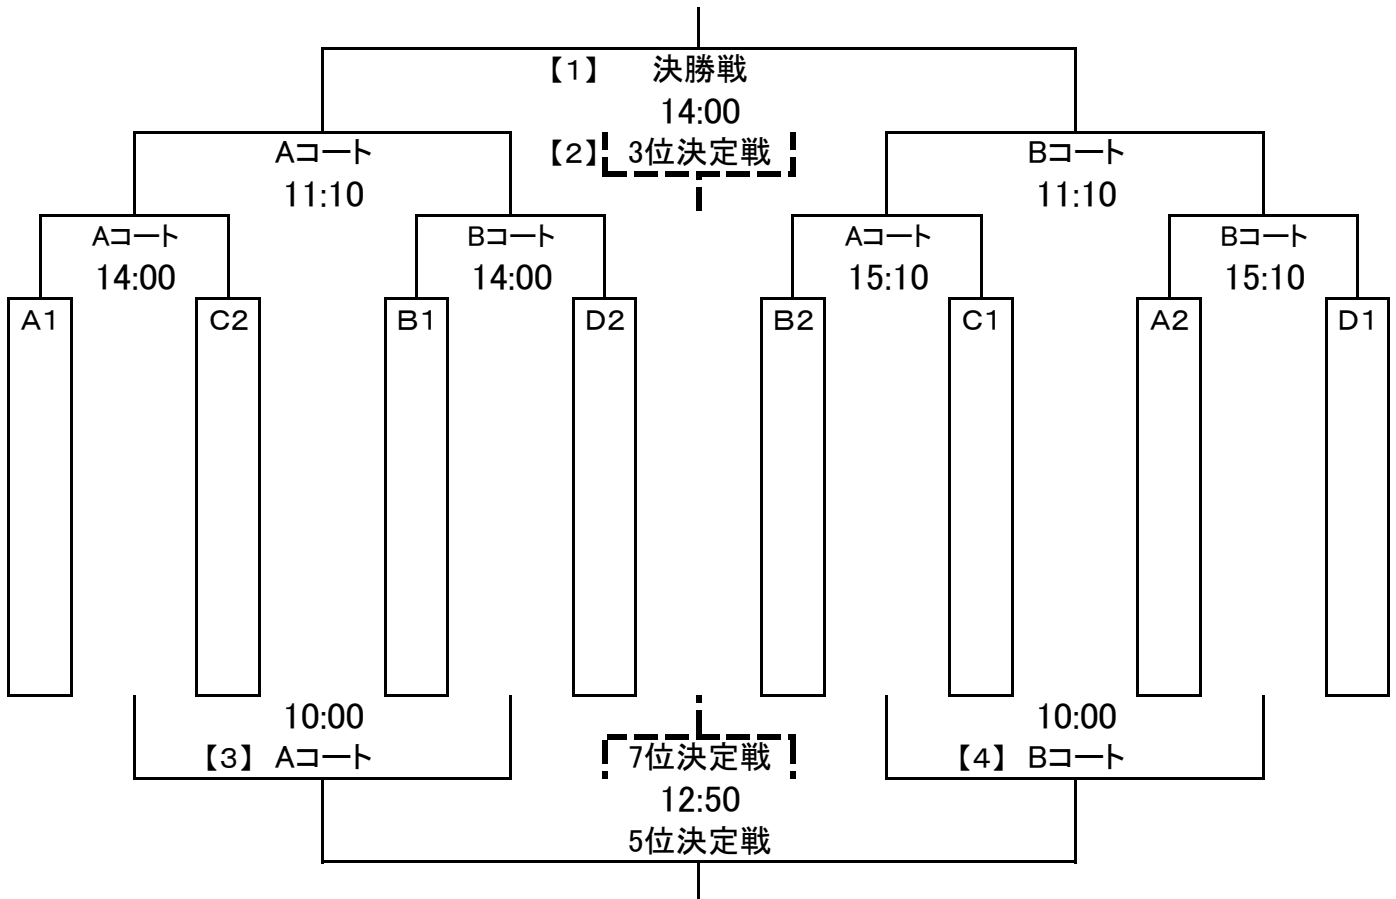 【1】 決勝戦
14:00
Aコート 【2】 3位決定戦 Bコート
11:10 11:10
Aコート Bコート Aコート Bコート
14:00 14:00 15:10 15:10
A1 C2 B1 D2 B2 C1 A2 D1
10:00 10:00
【3】 Aコート 7位決定戦 【4】 Bコート
12:50
5位決定戦